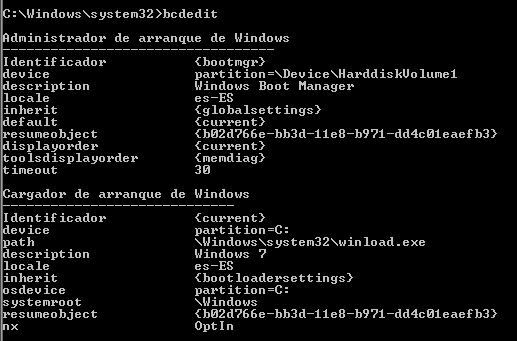 C:\Windows\system32>bcdedit
Administrador de arranque de Windows
----------------------------------
Identificador {bootmgr}
device partition=\Device\HarddiskVolume1
description Windows Boot Manager
locale es-ES
inherit {globalsettings}
default {current}
resumeobject {b02d766e-bb3d-11e8-b971-dd4c01eaefb3}
displayorder {current}
toolsdisplayorder {memdiag}
timeout 30
Cargador de arranque de Windows
-----------------------------
Identificador {current}
device partition=C:
path \Windows\system32\winload.exe
description Windows 7
locale es-ES
inherit {bootloadersettings}
osdevice partition=C:
systemroot \Windows
resumeobject {b02d766e-bb3d-11e8-b971-dd4c01eaefb3}
nx OptIn